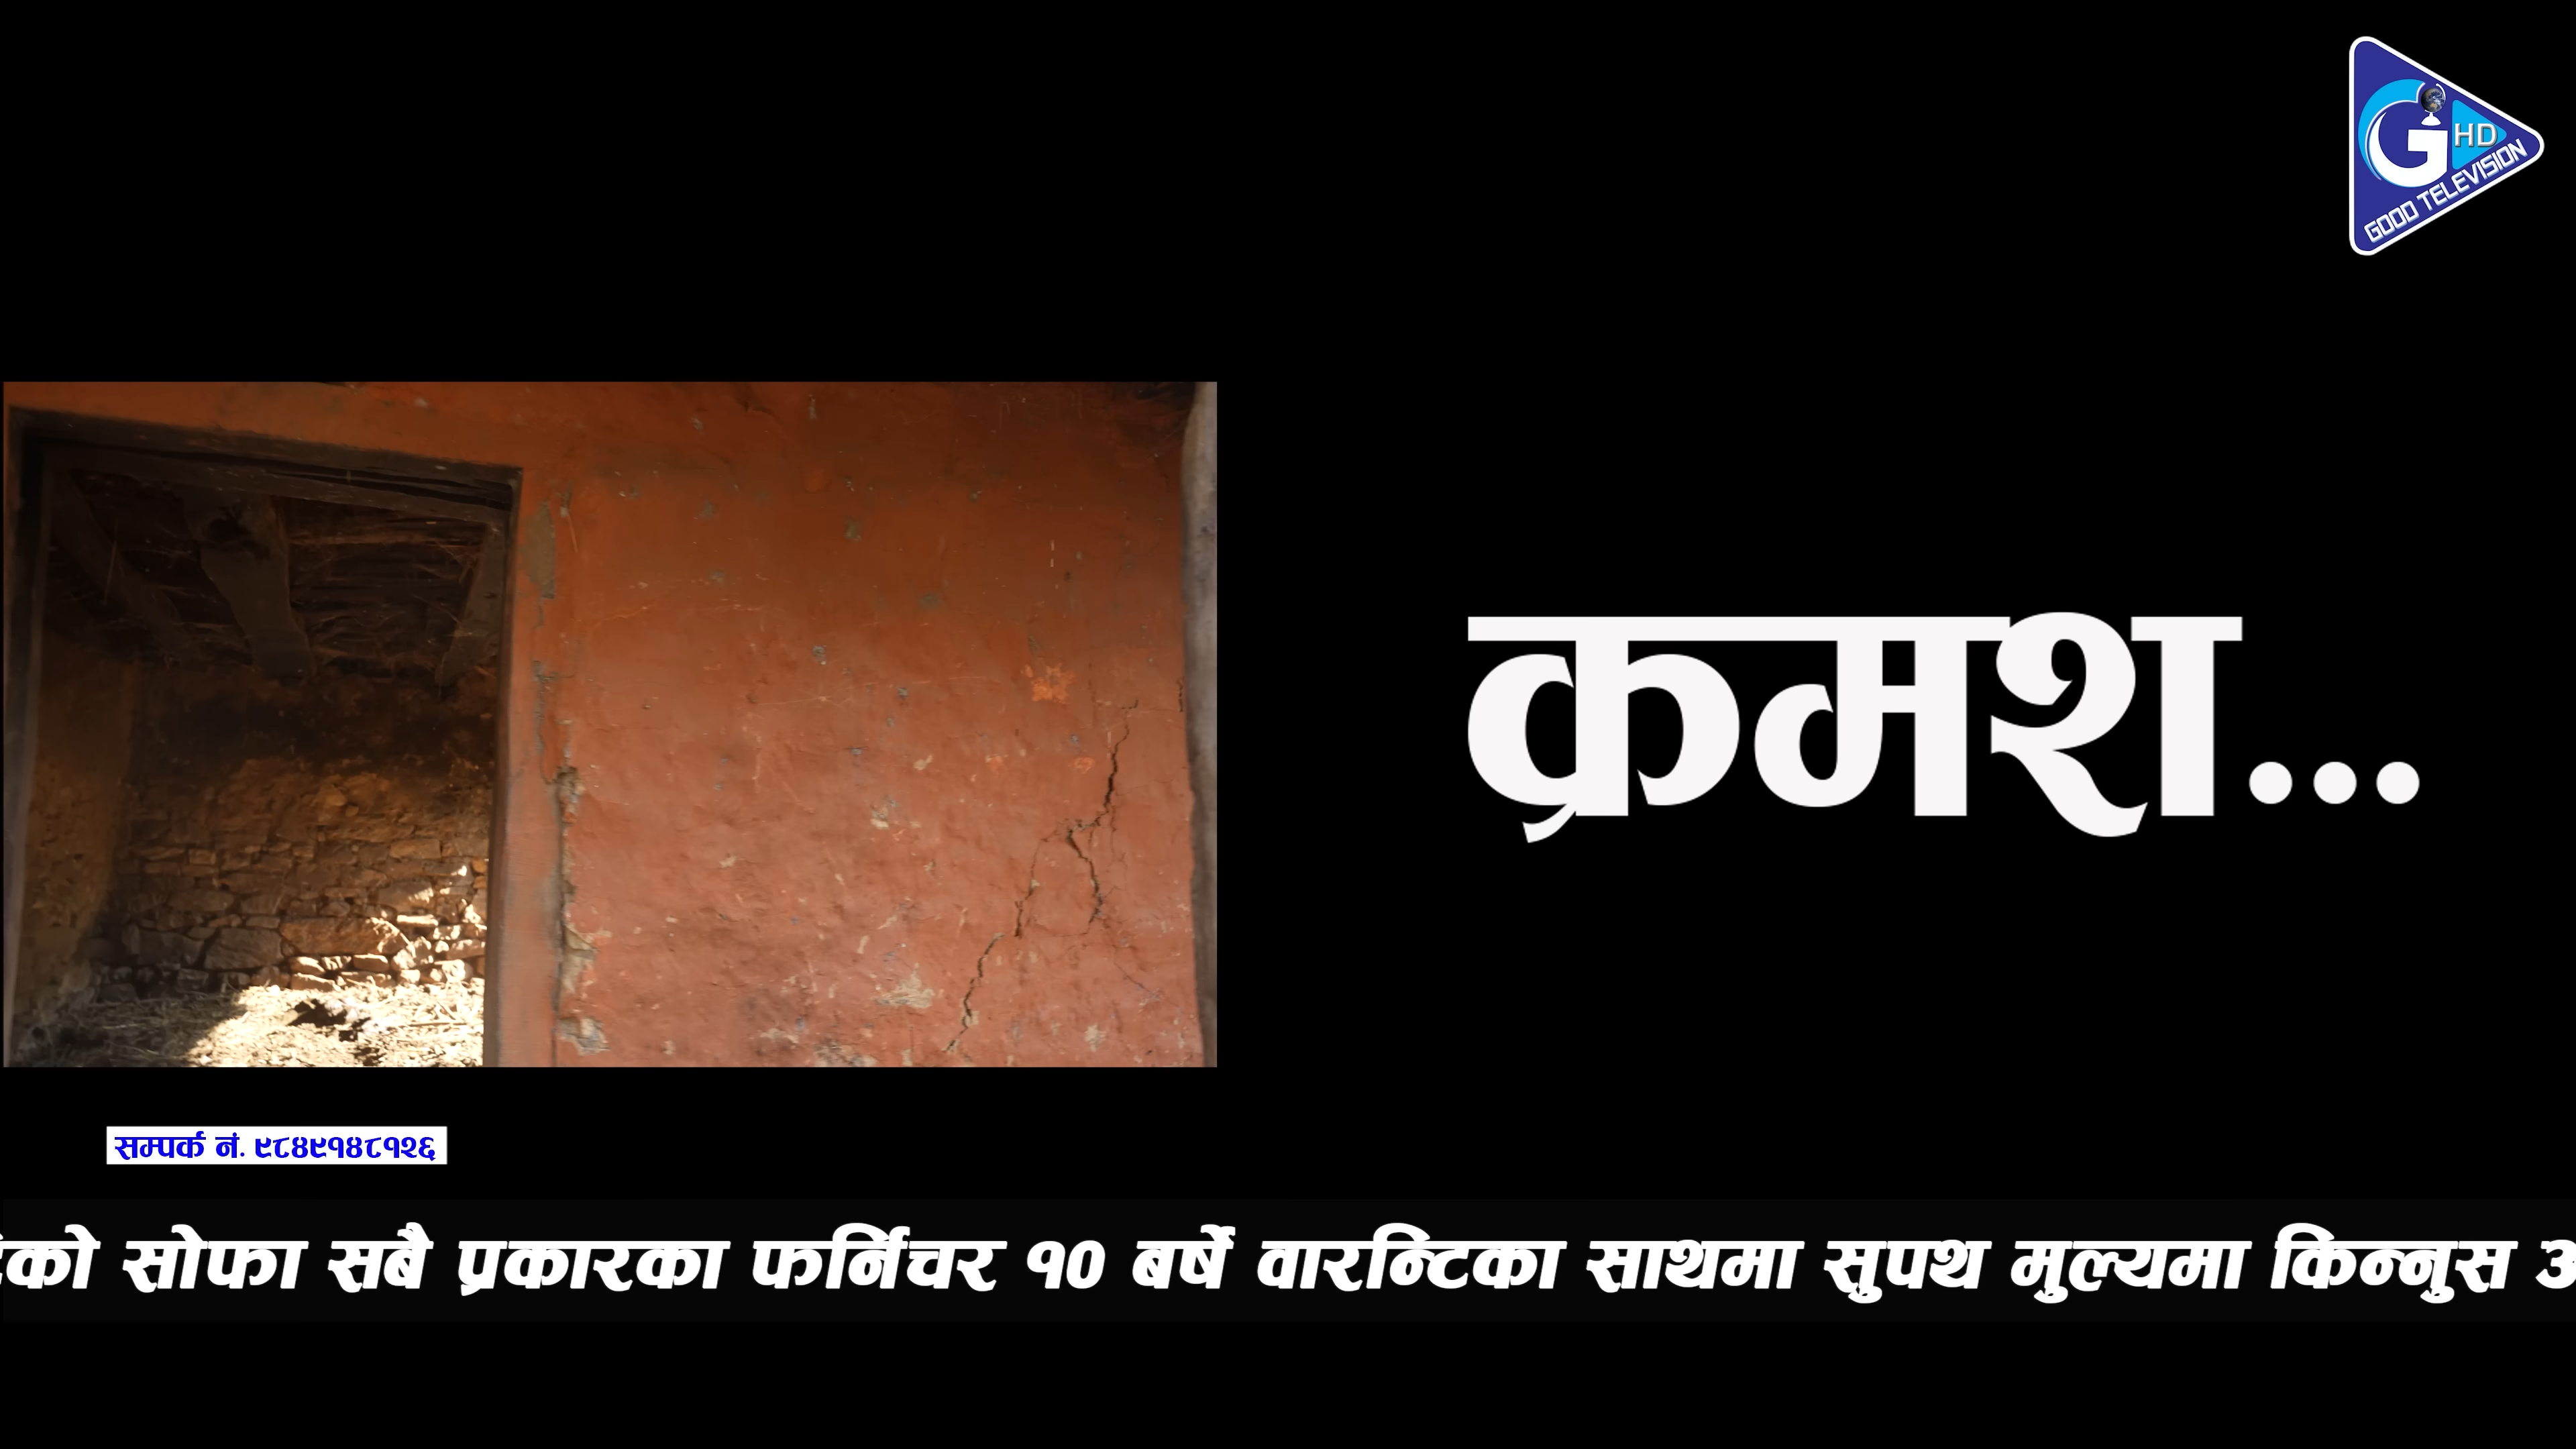 G HD
GOOD TELEVISION
क्रमश...
सम्पर्क नं. ९८४९१४८१२६
को सोफा सबै प्रकारका फर्निचर १० बर्षे वारन्टिका साथमा सुपथ मुल्यमा किन्नुस